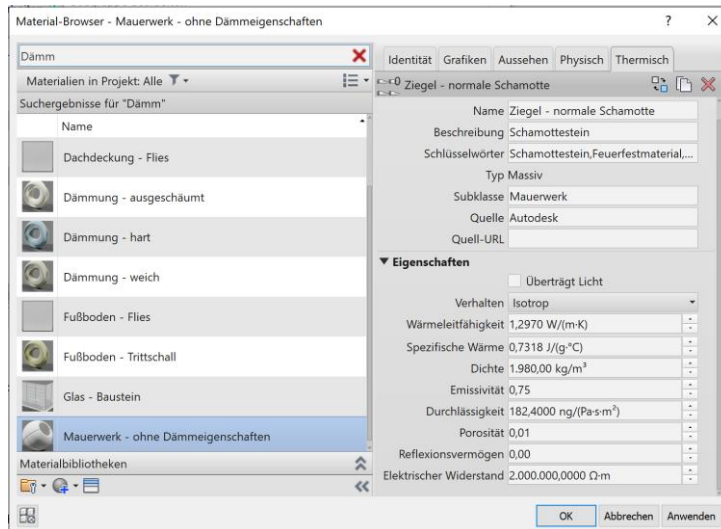 Material-Browser - Mauerwerk - ohne Dämmeigenschaften
?
Dämm
Materialien in Projekt: Alle
Suchergebnisse für "Dämm"
Name
Dachdeckung - Flies
Dämmung - ausgeschäumt
Dämmung - hart
Dämmung - weich
Fußboden - Flies
Fußboden - Trittschall
Glas - Baustein
Mauerwerk - ohne Dämmeigenschaften
Materialbibliotheken
Identität Grafiken Aussehen Physisch Thermisch
0 Ziegel - normale Schamotte
Name Ziegel - normale Schamotte
Beschreibung Schamottestein
Schlüsselwörter Schamottestein,Feuerfestmaterial,...
Typ Massiv
Subklasse Mauerwerk
Quelle Autodesk
Quell-URL
Eigenschaften
Überträgt Licht
Verhalten Isotrop
Wärmeleitfähigkeit 1,2970 W/(m·K)
Spezifische Wärme 0,7318 J/(g·°C)
Dichte 1.980,00 kg/m³
Emissivität 0,75
Durchlässigkeit 182,4000 ng/(Pa·s·m²)
Porosität 0,01
Reflexionsvermögen 0,00
Elektrischer Widerstand 2.000.000,0000 Ω·m
OK Abbrechen Anwenden